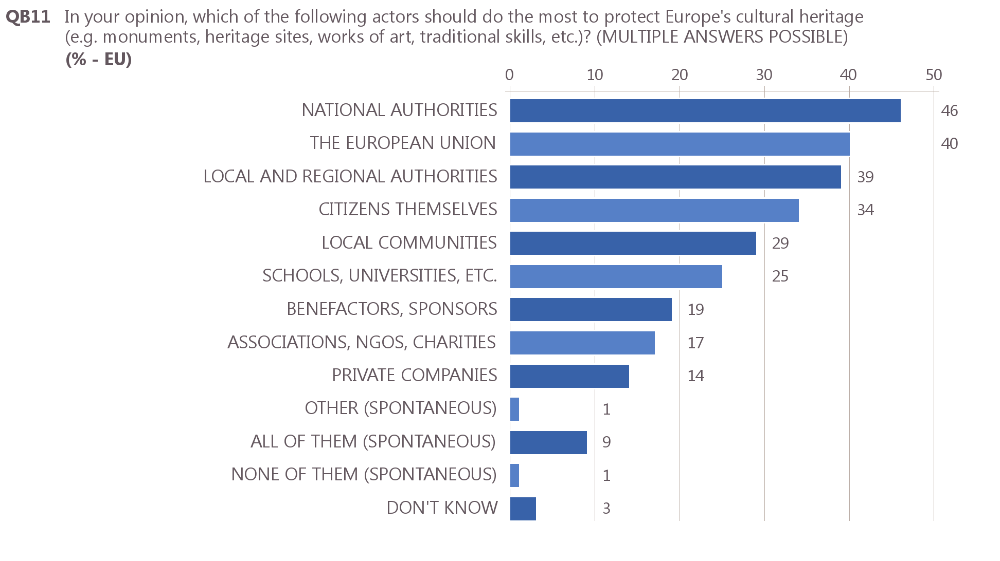 QB11 In your opinion, which of the following actors should do the most to protect Europe's cultural heritage
(e.g. monuments, heritage sites, works of art, traditional skills, etc.)? (MULTIPLE ANSWERS POSSIBLE)
(% - EU)
0 10 20 30 40 50
NATIONAL AUTHORITIES 46
THE EUROPEAN UNION 40
LOCAL AND REGIONAL AUTHORITIES 39
CITIZENS THEMSELVES 34
LOCAL COMMUNITIES 29
SCHOOLS, UNIVERSITIES, ETC. 25
BENEFACTORS, SPONSORS 19
ASSOCIATIONS, NGOS, CHARITIES 17
PRIVATE COMPANIES 14
OTHER (SPONTANEOUS) 1
ALL OF THEM (SPONTANEOUS) 9
NONE OF THEM (SPONTANEOUS) 1
DON'T KNOW 3